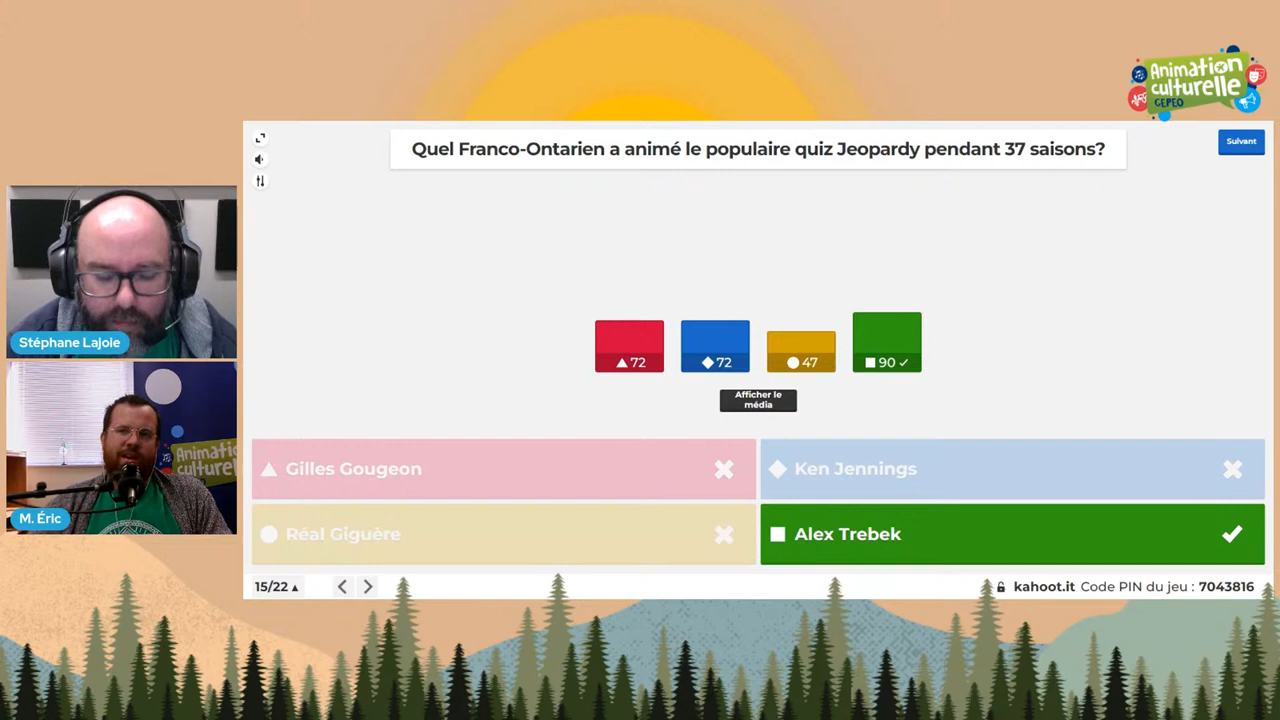 Animation
culturelle
CEPEO
Quel Franco-Ontarien a animé le populaire quiz Jeopardy pendant 37 saisons?
Suivant
72
72
47
90
Afficher le
média
Stéphane Lajoie
Animation
culturelle
M. Éric
Gilles Gougeon
Ken Jennings
Réal Giguère
Alex Trebek
15/22
kahoot.it Code PIN du jeu : 7043816